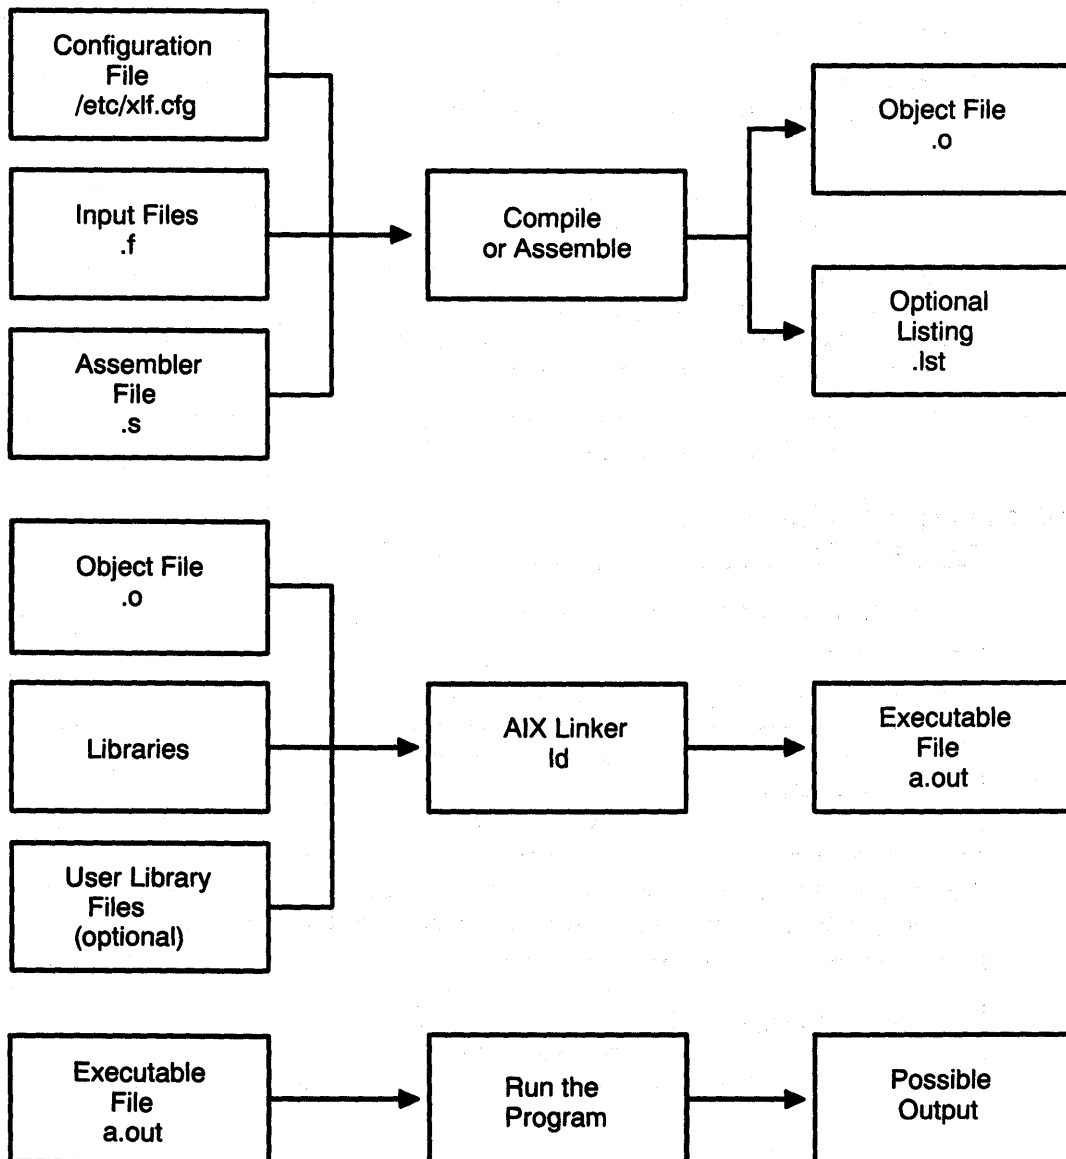 Configuration
File
/etc/xlf.cfg
Input Files
.f
Assembler
File
.s
Compile
or Assemble
Object File
.o
Optional
Listing
.lst
Object File
.o
Libraries
User Library
Files
(optional)
AIX Linker
ld
Executable
File
a.out
Executable
File
a.out
Run the
Program
Possible
Output